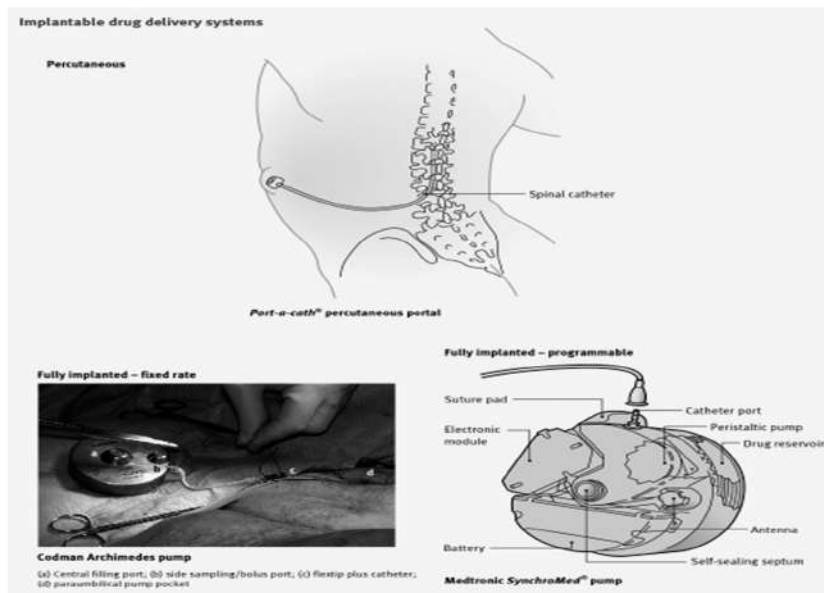 Implantable drug delivery systems
Percutaneous
Spinal catheter
Port-a-cath® percutaneous portal
Fully implanted – fixed rate
Codman Archimedes pump
(a) Central filling port; (b) side sampling/bolus port; (c) flextip plus catheter;
(d) paraumbilical pump pocket
Fully implanted – programmable
Suture pad
Catheter port
Electronic
module
Peristaltic pump
Drug reservoir
Antenna
Battery
Self-sealing septum
Medtronic SynchroMed® pump